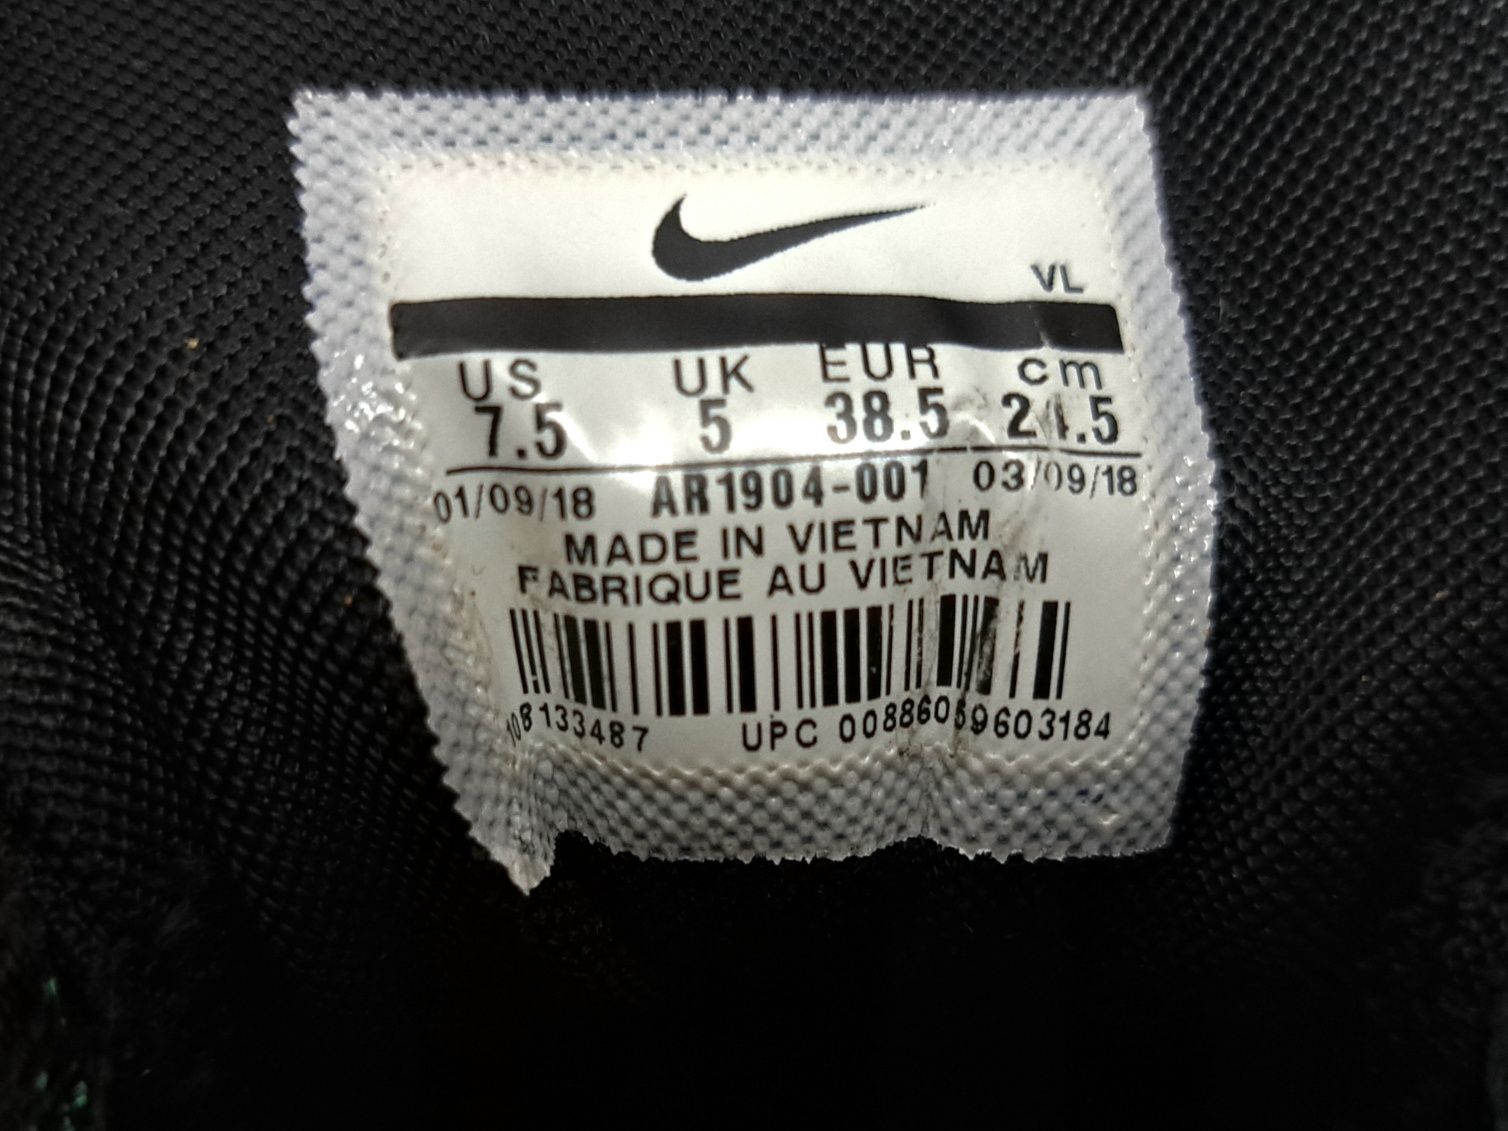 VL
US UK EUR cm
7.5 5 38.5 24.5
01/09/18 AR1904-001 03/09/18
MADE IN VIETNAM
FABRIQUE AU VIETNAM
108133487 UPC 00886059603184